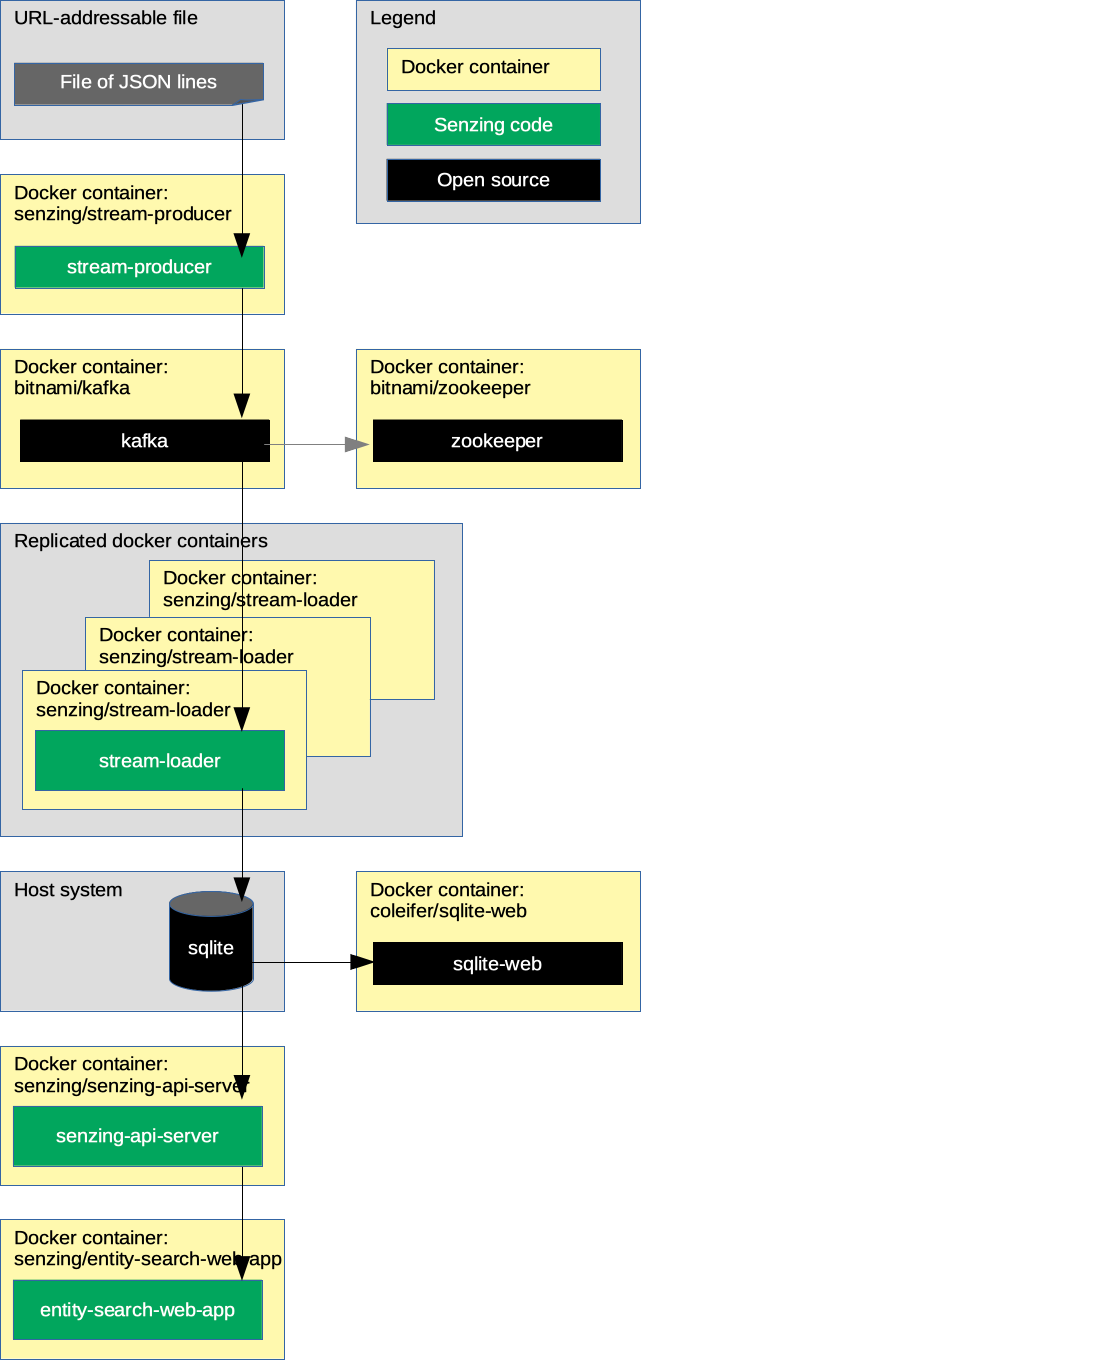 URL-addressable file
File of JSON lines
Legend
Docker container
Senzing code
Open source
Docker container:
senzing/stream-producer
stream-producer
Docker container:
bitnami/kafka
kafka
Docker container:
bitnami/zookeeper
zookeeper
Replicated docker containers
Docker container:
senzing/stream-loader
Docker container:
senzing/stream-loader
Docker container:
senzing/stream-loader
stream-loader
Host system
sqlite
Docker container:
coleifer/sqlite-web
sqlite-web
Docker container:
senzing/senzing-api-server
senzing-api-server
Docker container:
senzing/entity-search-web-app
entity-search-web-app